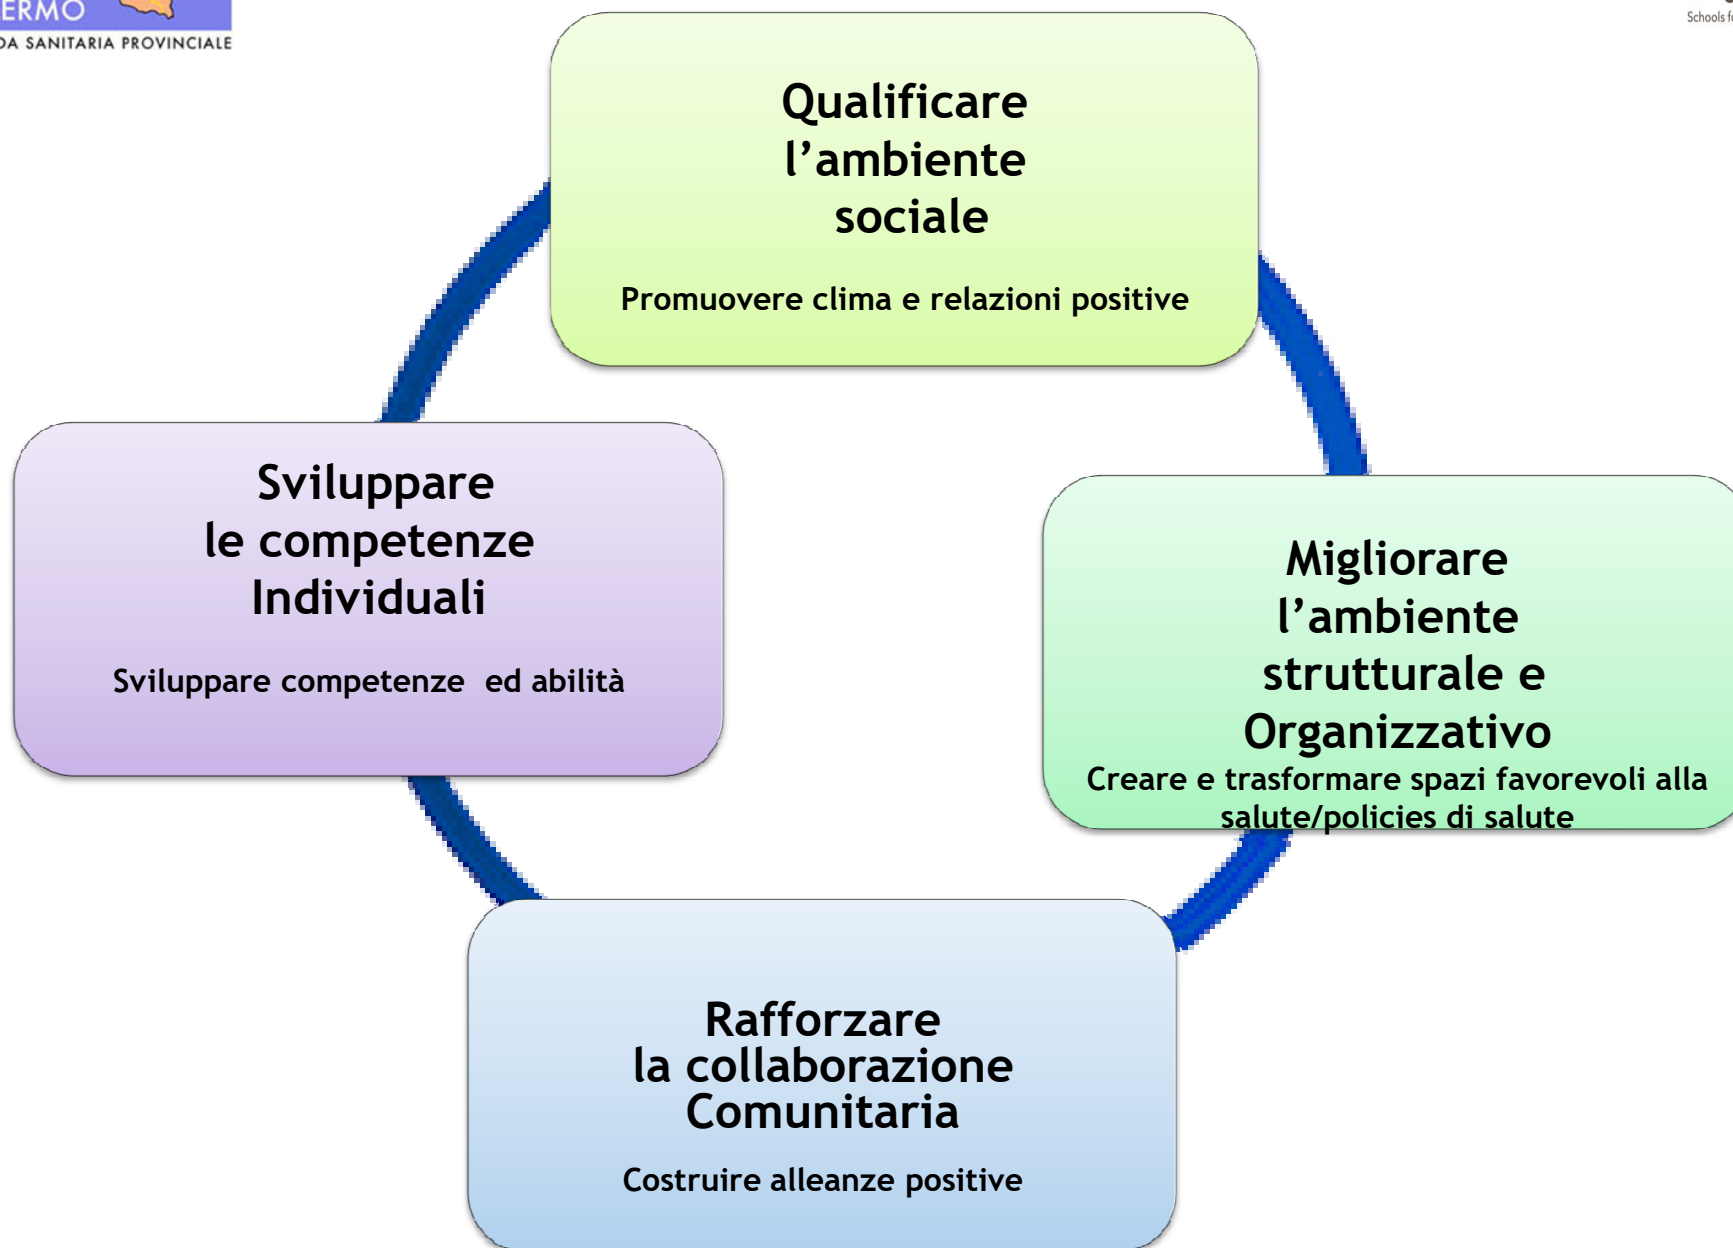 ERMO
DA SANITARIA PROVINCIALE
Schools fo
Qualificare
l’ambiente
sociale
Promuovere clima e relazioni positive
Sviluppare
le competenze
Individuali
Sviluppare competenze  ed abilità
Migliorare
l’ambiente
strutturale e
Organizzativo
Creare e trasformare spazi favorevoli alla
salute/policies di salute
Rafforzare
la collaborazione
Comunitaria
Costruire alleanze positive